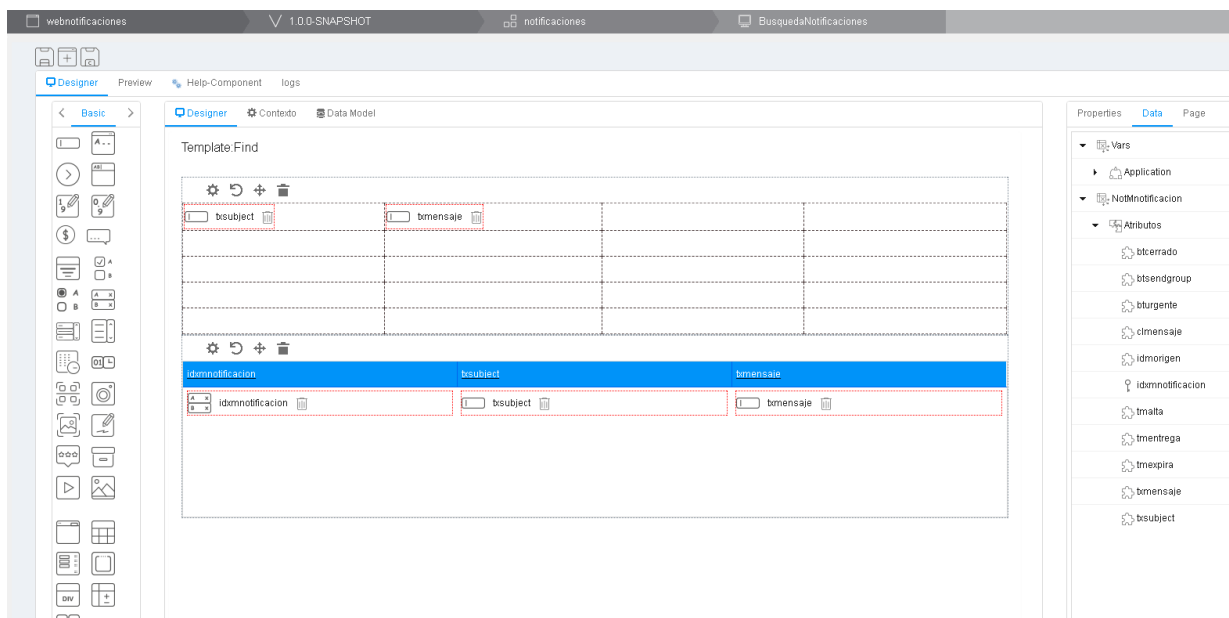 webnotificaciones 1.0.0-SNAPSHOT notificaciones BusquedaNotificaciones
Designer Preview Help-Component logs
Basic
Designer Contexto Data Model
Properties Data Page
Template:Find
txsubject txmensaje
idxmnotificacion txsubject txmensaje
idxmnotificacion txsubject txmensaje
Vars
Application
NotMnotificacion
Atributos
btcerrado
btsendgroup
bturgente
clmensaje
idmorigen
idxmnotificacion
tmalta
tmentrega
tmexpira
txmensaje
txsubject
DIV